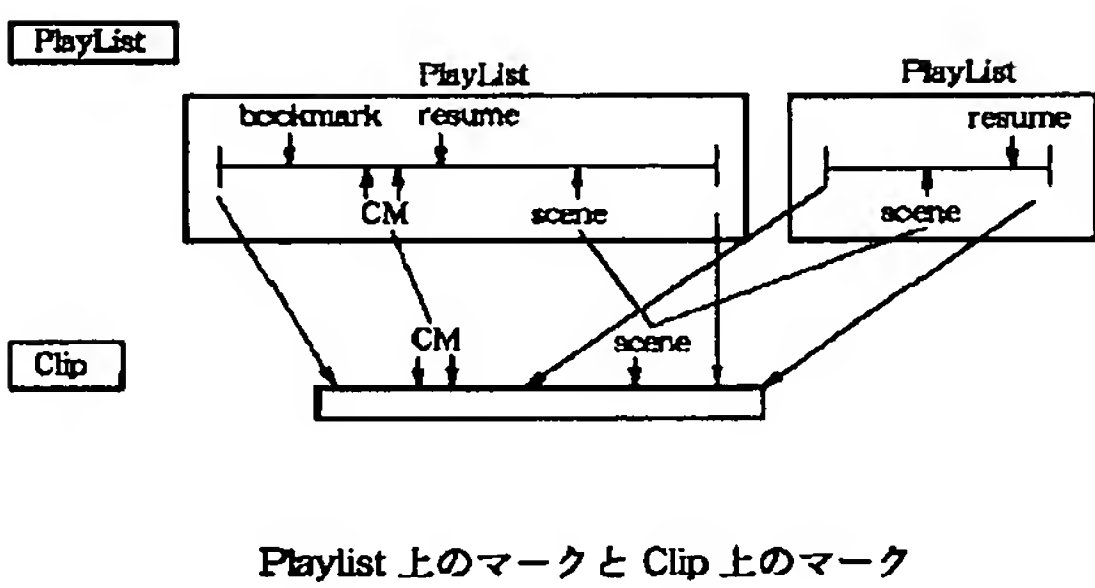 PlayList
PlayList PlayList
bookmark resume resume
CM scene scene
CM scene
Clip
Playlist 上のマークと Clip 上のマーク